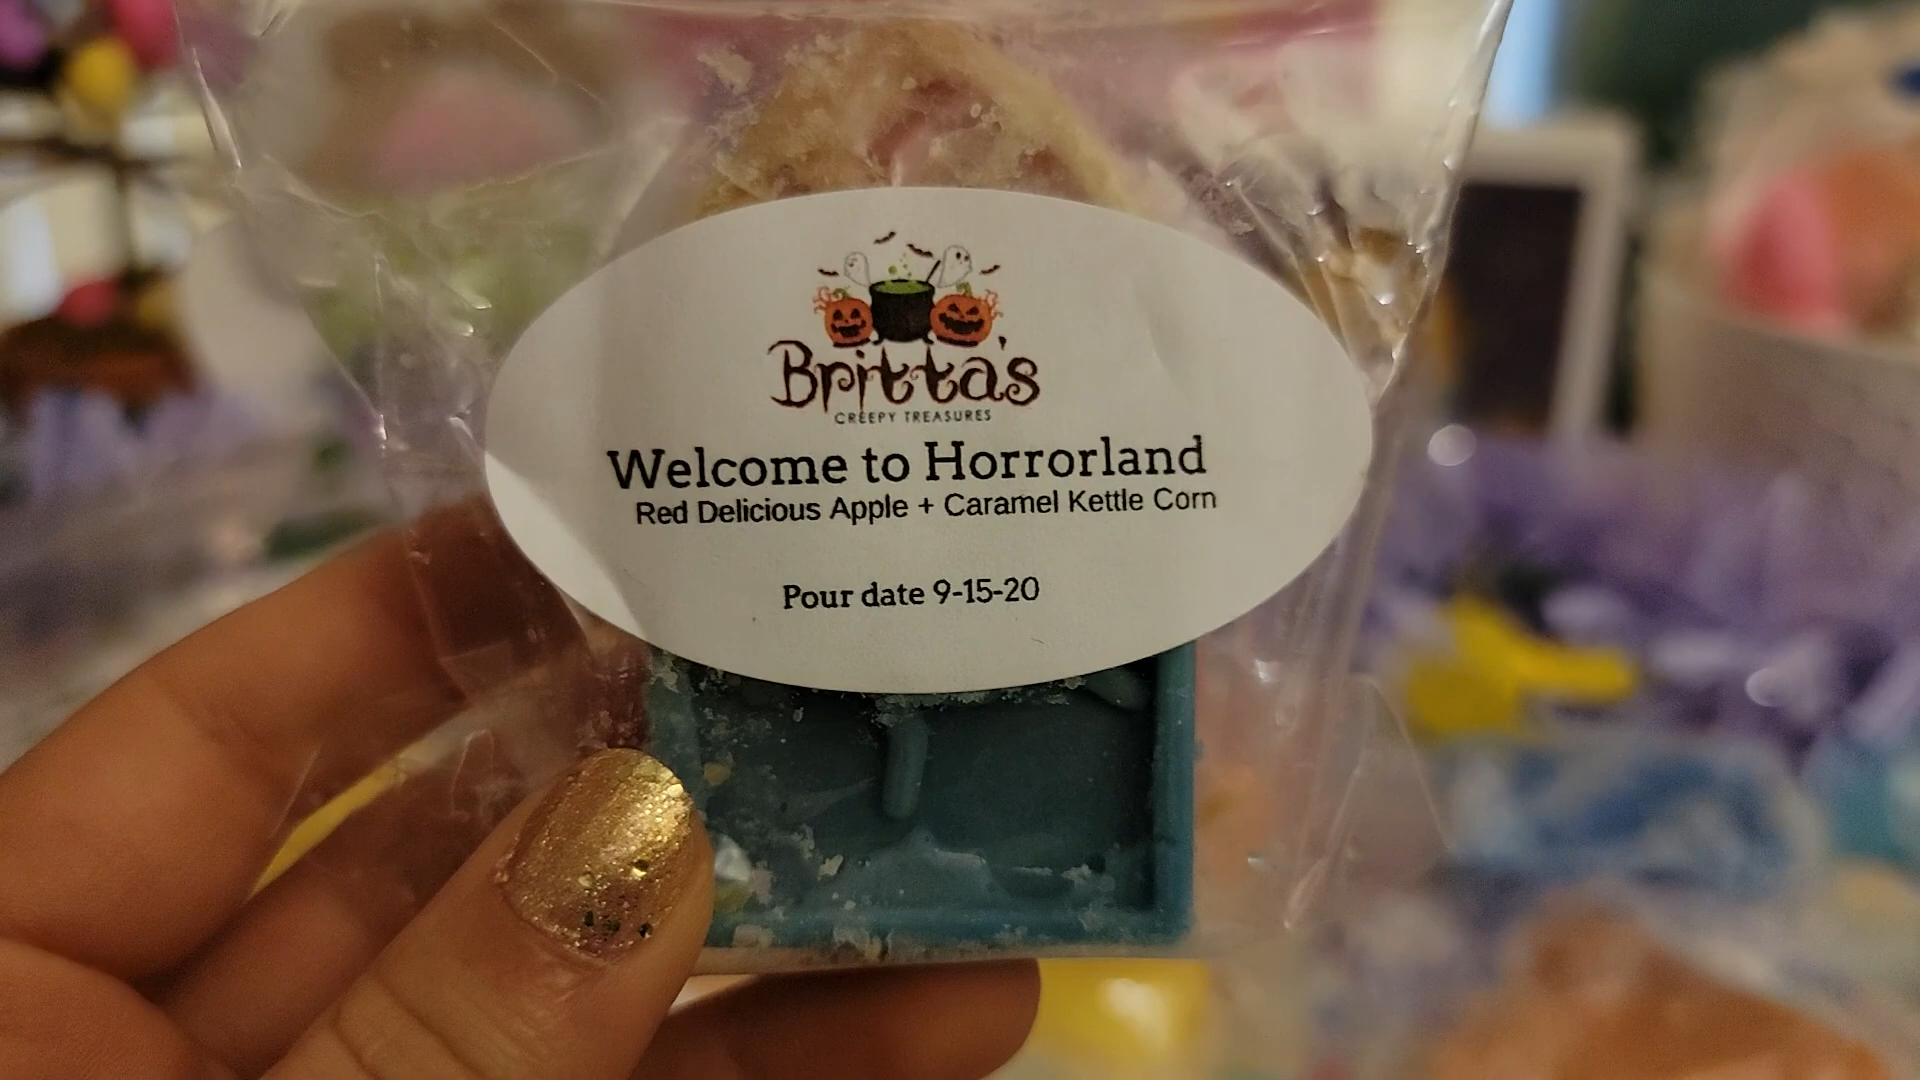 Britta's
CREEPY TREASURES
Welcome to Horrorland
Red Delicious Apple + Caramel Kettle Corn
Pour date 9-15-20